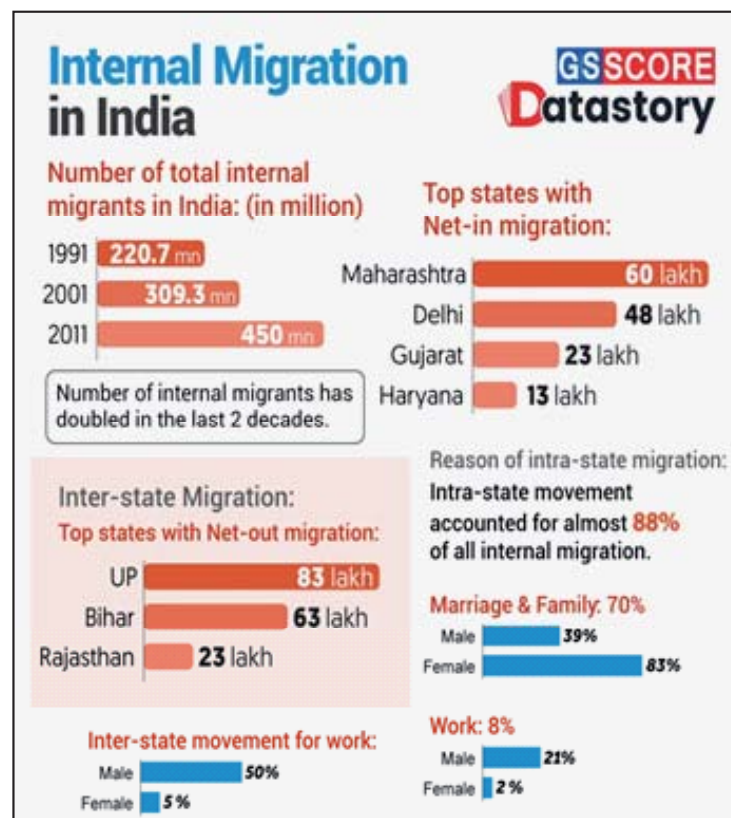 Internal Migration
in India
GSSCORE
Datastory
Number of total internal
migrants in India: (in million)
1991 220.7 mn
2001 309.3 mn
2011 450 mn
Number of internal migrants has
doubled in the last 2 decades.
Top states with
Net-in migration:
Maharashtra 60 lakh
Delhi 48 lakh
Gujarat 23 lakh
Haryana 13 lakh
Inter-state Migration:
Top states with Net-out migration:
UP 83 lakh
Bihar 63 lakh
Rajasthan 23 lakh
Reason of intra-state migration:
Intra-state movement
accounted for almost 88%
of all internal migration.
Marriage & Family: 70%
Male 39%
Female 83%
Inter-state movement for work:
Male 50%
Female 5%
Work: 8%
Male 21%
Female 2%